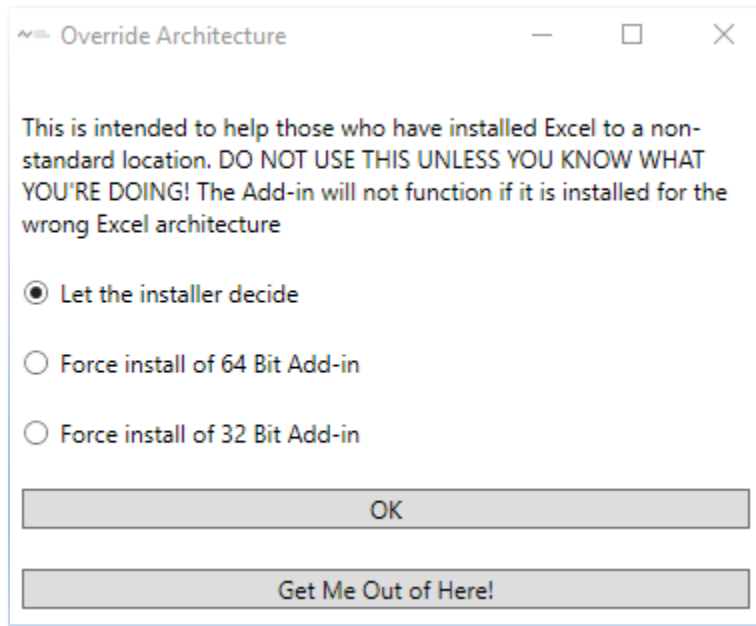 Override Architecture
This is intended to help those who have installed Excel to a non-
standard location. DO NOT USE THIS UNLESS YOU KNOW WHAT
YOU'RE DOING! The Add-in will not function if it is installed for the
wrong Excel architecture
Let the installer decide
Force install of 64 Bit Add-in
Force install of 32 Bit Add-in
OK
Get Me Out of Here!